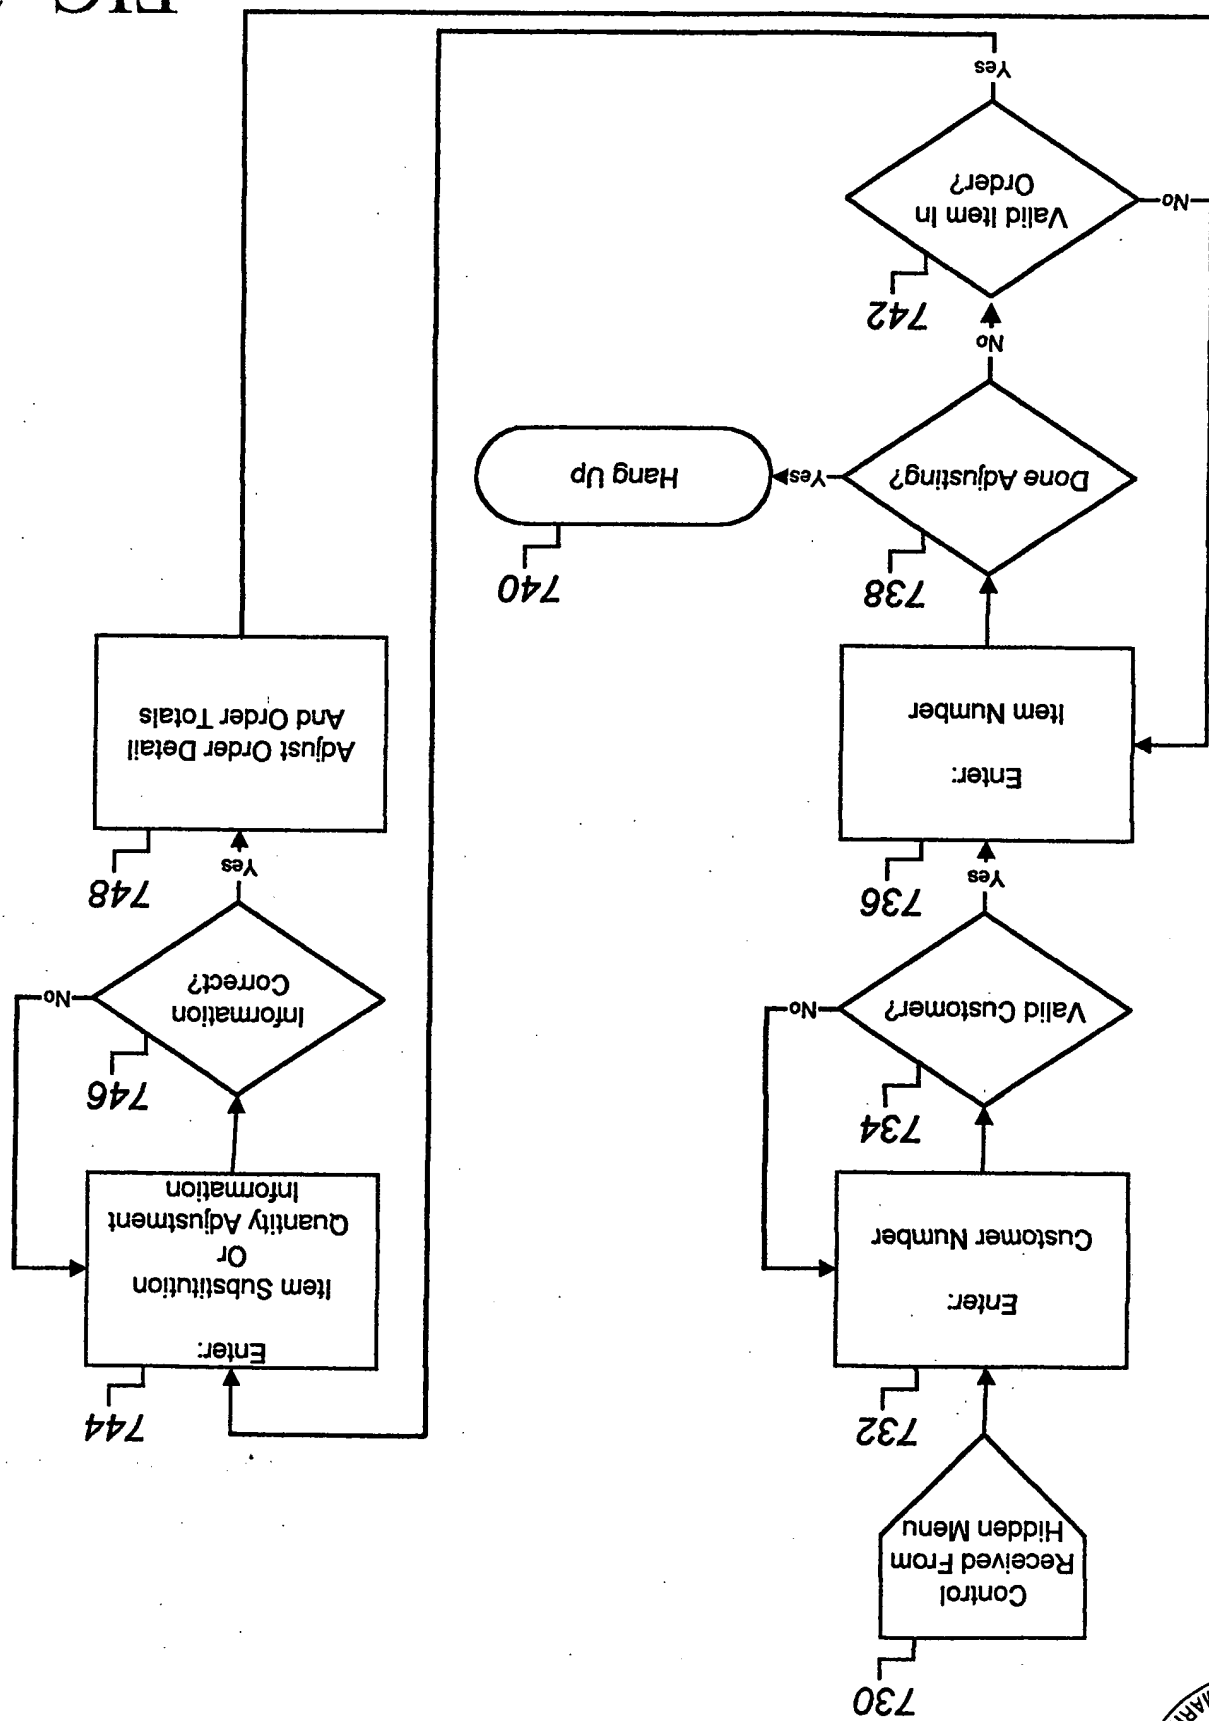 730
Control
Received From
Hidden Menu
732
Enter:
Customer Number
734
Valid Customer?
No
Yes
736
Enter:
Item Number
738
Done Adjusting?
Yes
740
Hang Up
No
742
Valid Item In
Order?
No
Yes
744
Enter:
Item Substitution
Or
Quantity Adjustment
Information
746
Information
Correct?
No
Yes
748
Adjust Order Detail
And Order Totals